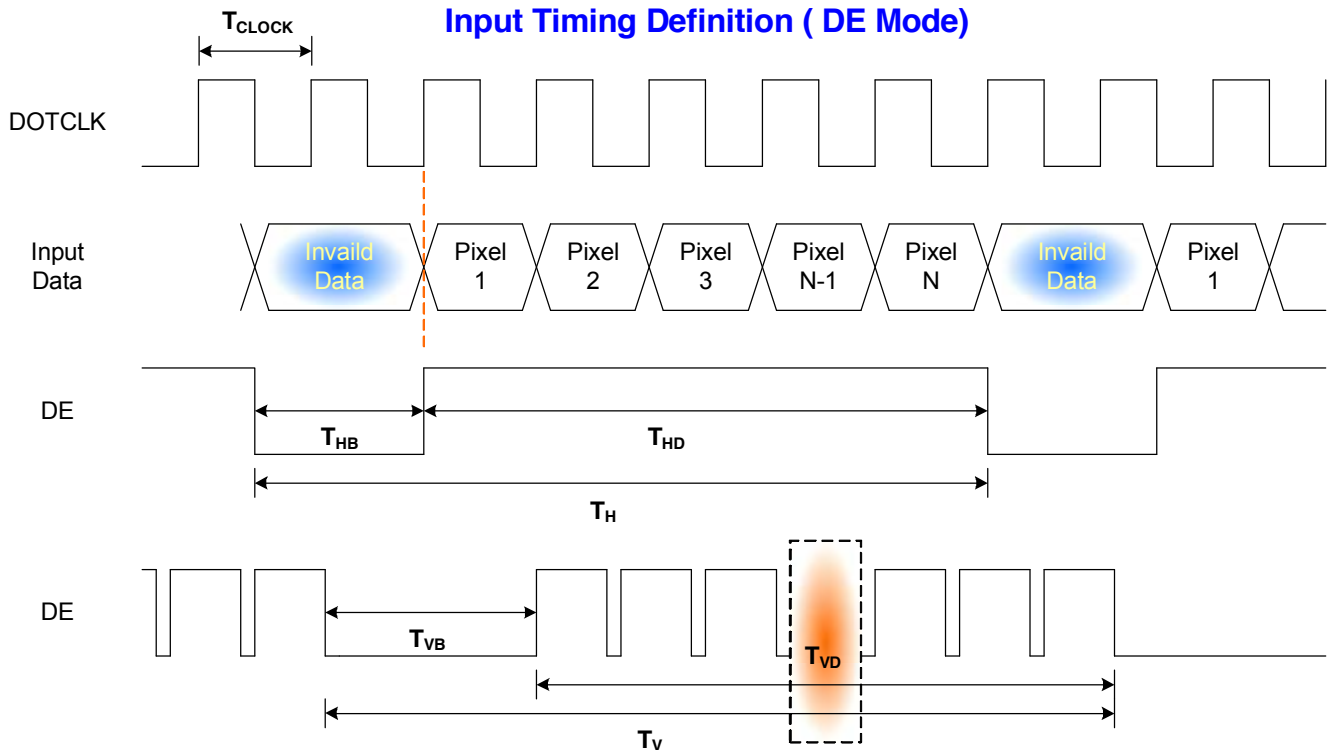 Input Timing Definition ( DE Mode)
TCLOCK
DOTCLK
Input
Data
Invaild
Data
Pixel
1
Pixel
2
Pixel
3
Pixel
N-1
Pixel
N
Invaild
Data
Pixel
1
DE
THB
THD
TH
DE
TVB
TVD
TV